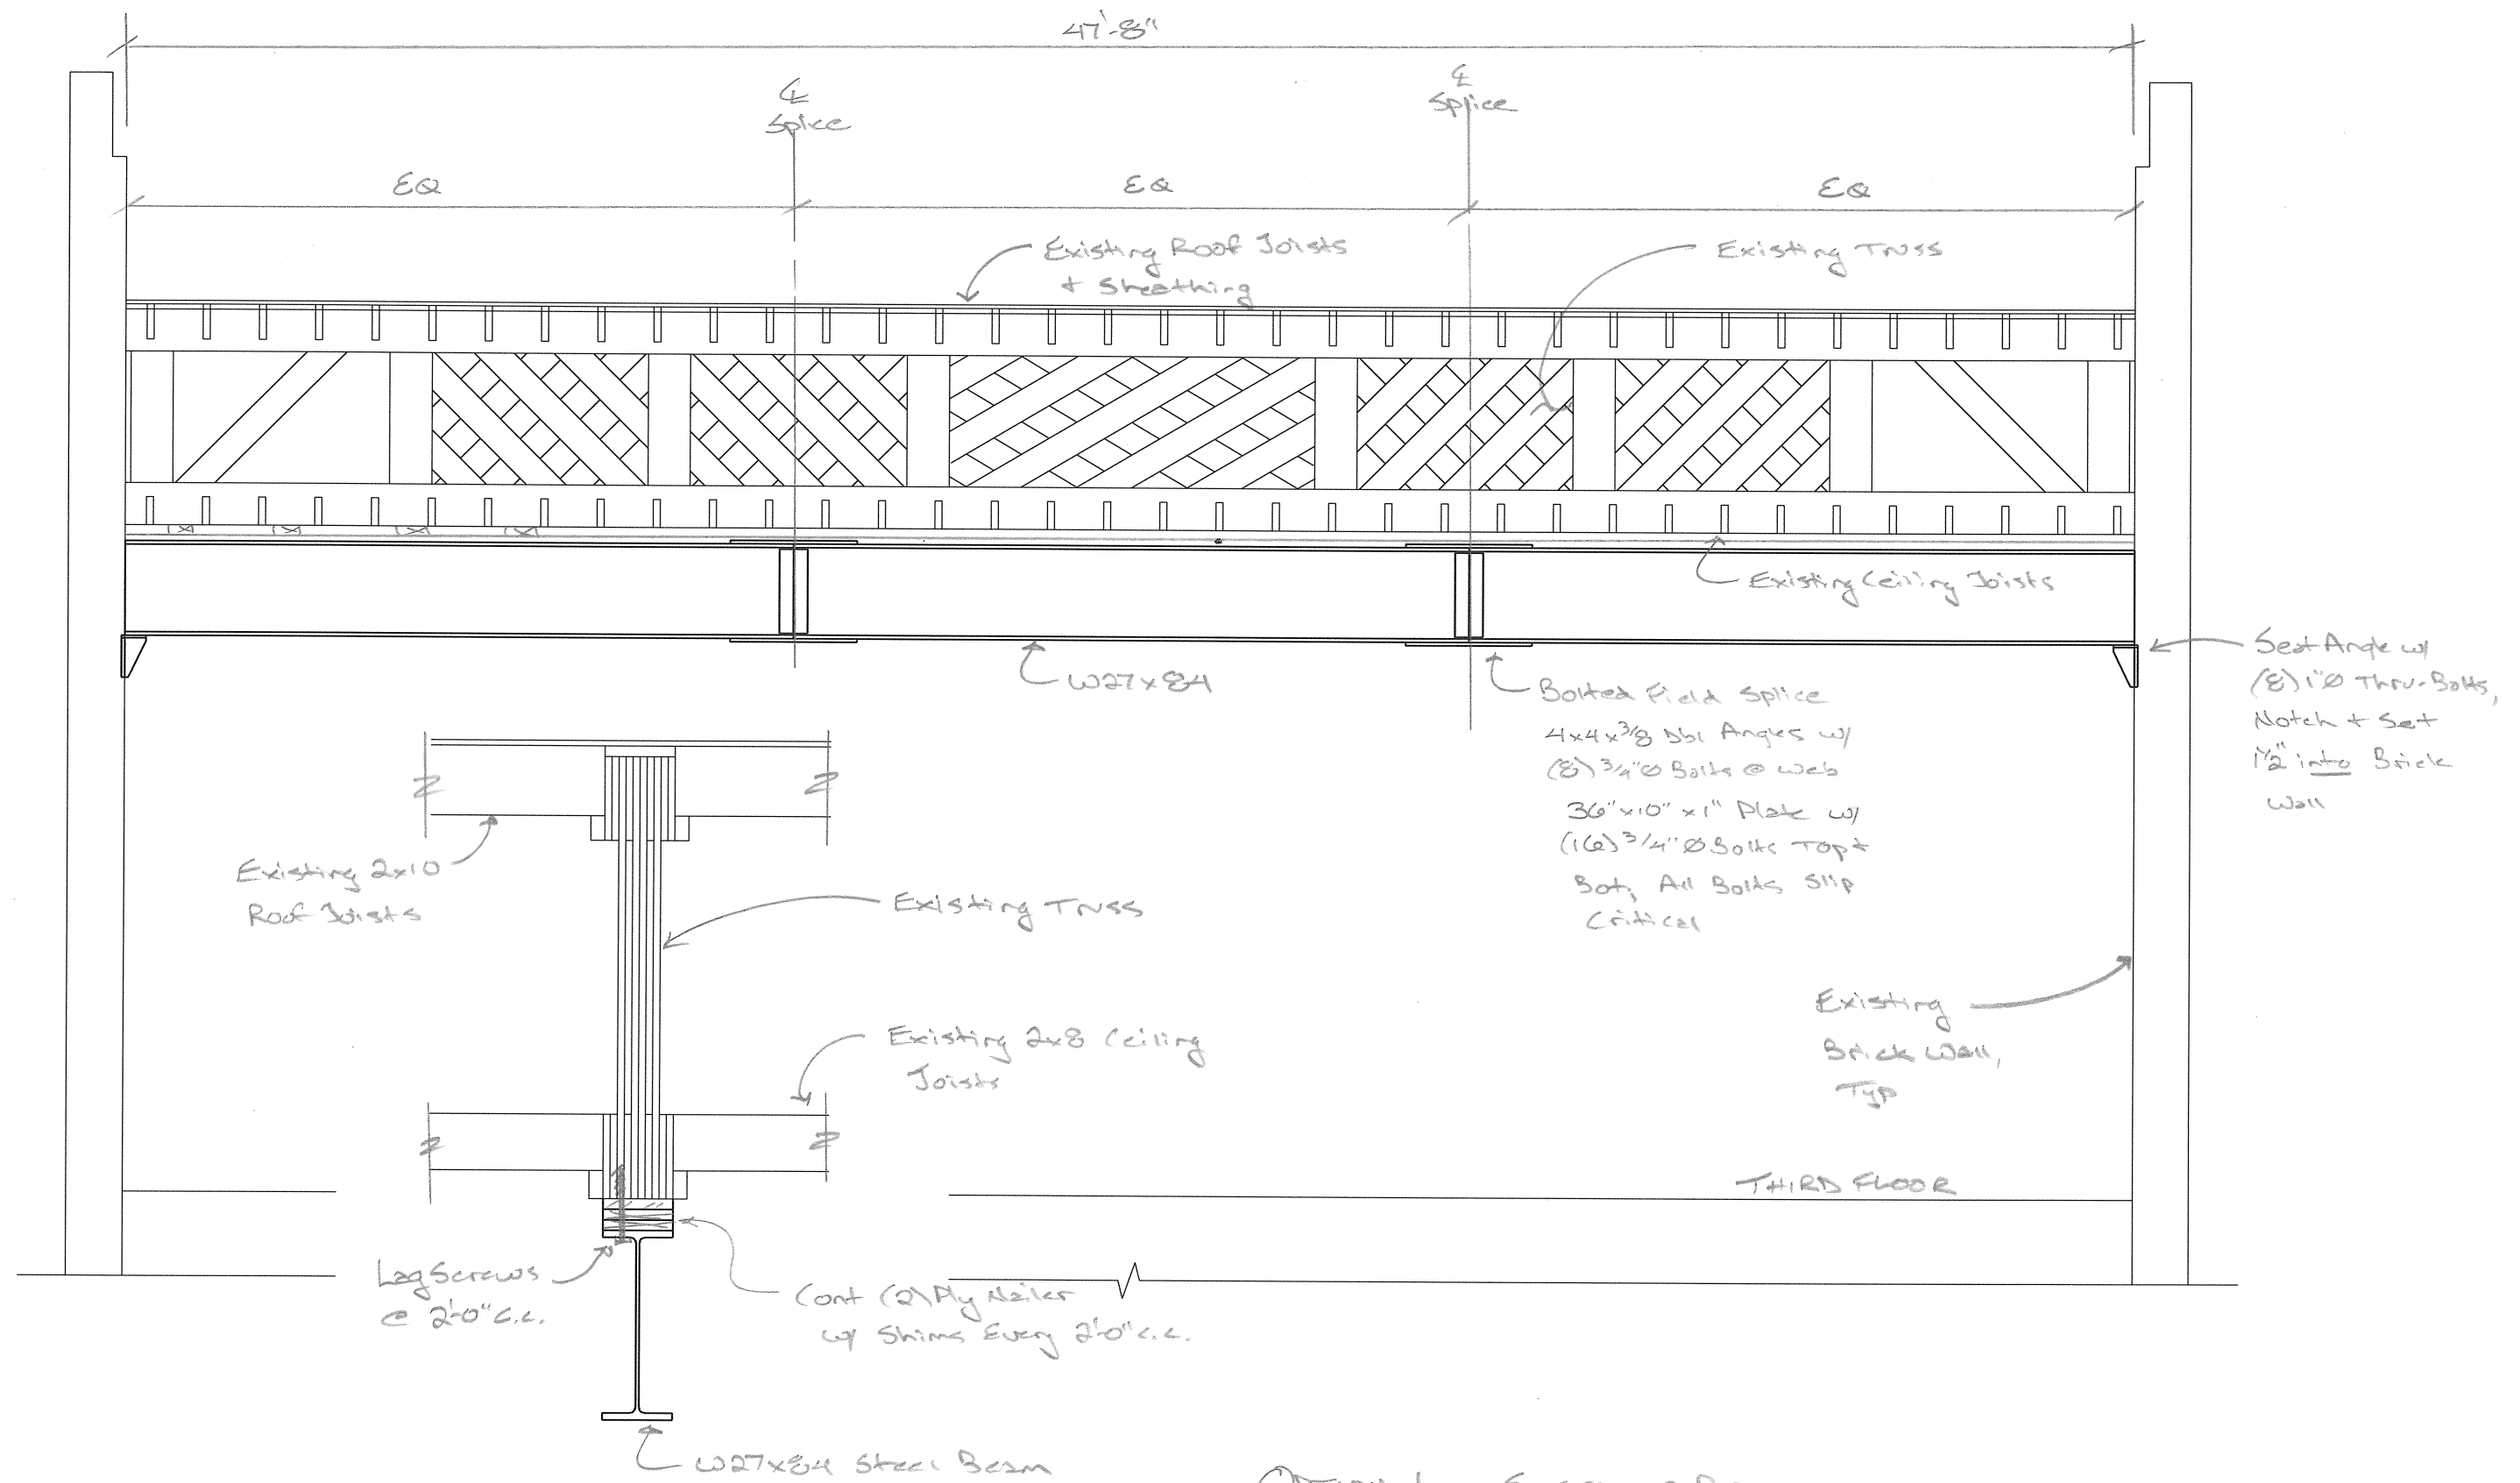 47'-8"
℄
Splice
℄
Splice
EQ
EQ
EQ
Existing Roof Joists
+ Sheathing
Existing Truss
Existing Ceiling Joists
W27x84
Bolted Field Splice
4x4x3/8 Dbl Angles w/
(8) 3/4"Ø Bolts @ Web
36"x10"x1" Plate w/
(16) 3/4"Ø Bolts Top +
Bot, All Bolts Slip
Critical
Seat Angle w/
(8) 1"Ø Thru-Bolts,
Notch + Set
1 1/2" into Brick
Wall
Existing 2x10
Roof Joists
Existing Truss
Existing 2x8 Ceiling
Joists
Existing
Brick Wall,
Typ
THIRD FLOOR
Lag Screws
@ 2'-0" c.c.
Cont (2) Ply Nailer
w/ Shims Every 2'-0" c.c.
W27x84 Steel Beam